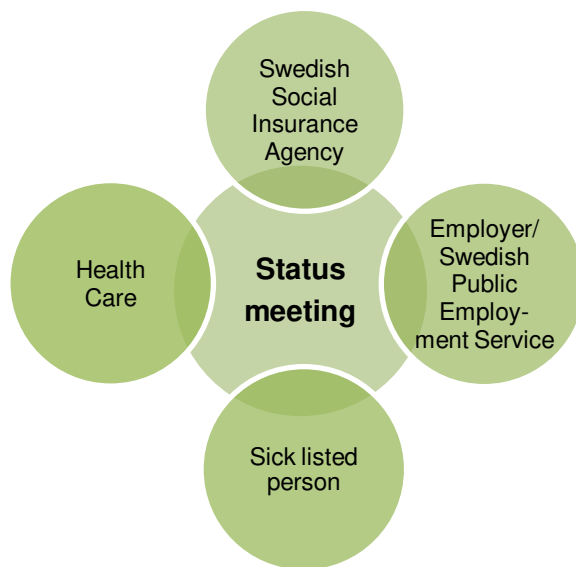 Swedish
Social
Insurance
Agency
Health
Care
Status
meeting
Employer/
Swedish
Public
Employ-
ment Service
Sick listed
person